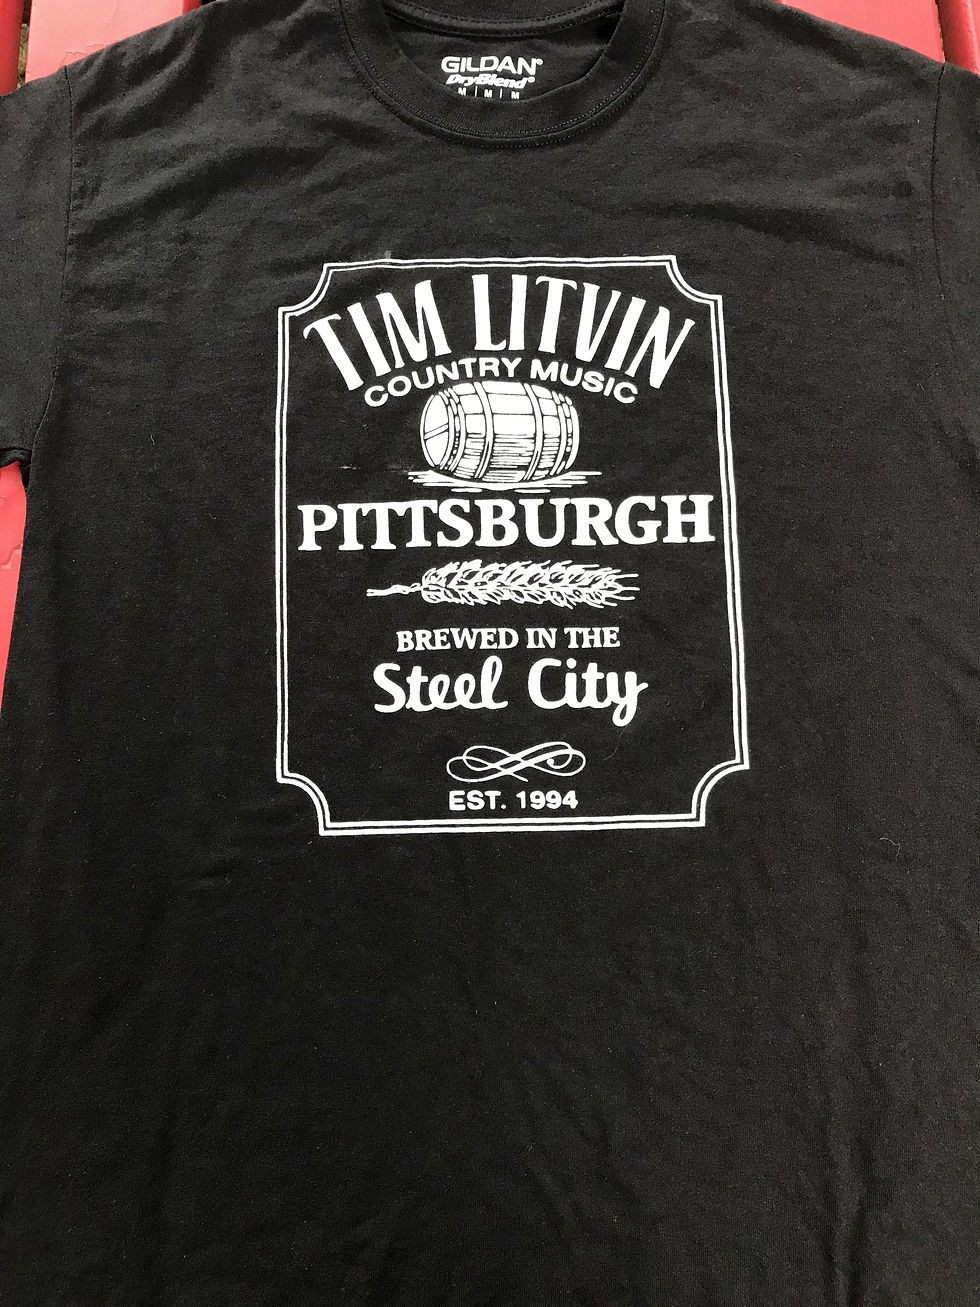 GILDAN®
DryBlend®
M | M | M
TIM LITVIN
COUNTRY MUSIC
PITTSBURGH
BREWED IN THE
Steel City
EST. 1994